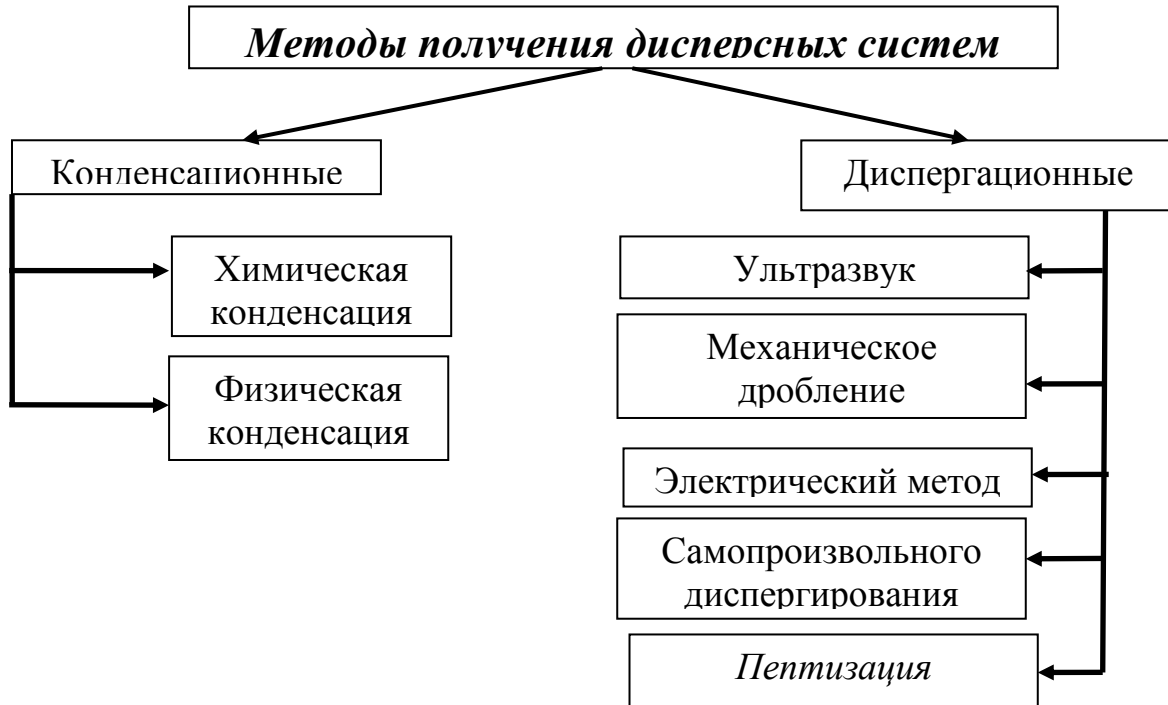 Методы получения дисперсных систем
Конденсационные
Диспергационные
Химическая
конденсация
Физическая
конденсация
Ультразвук
Механическое
дробление
Электрический метод
Самопроизвольного
диспергирования
Пептизация